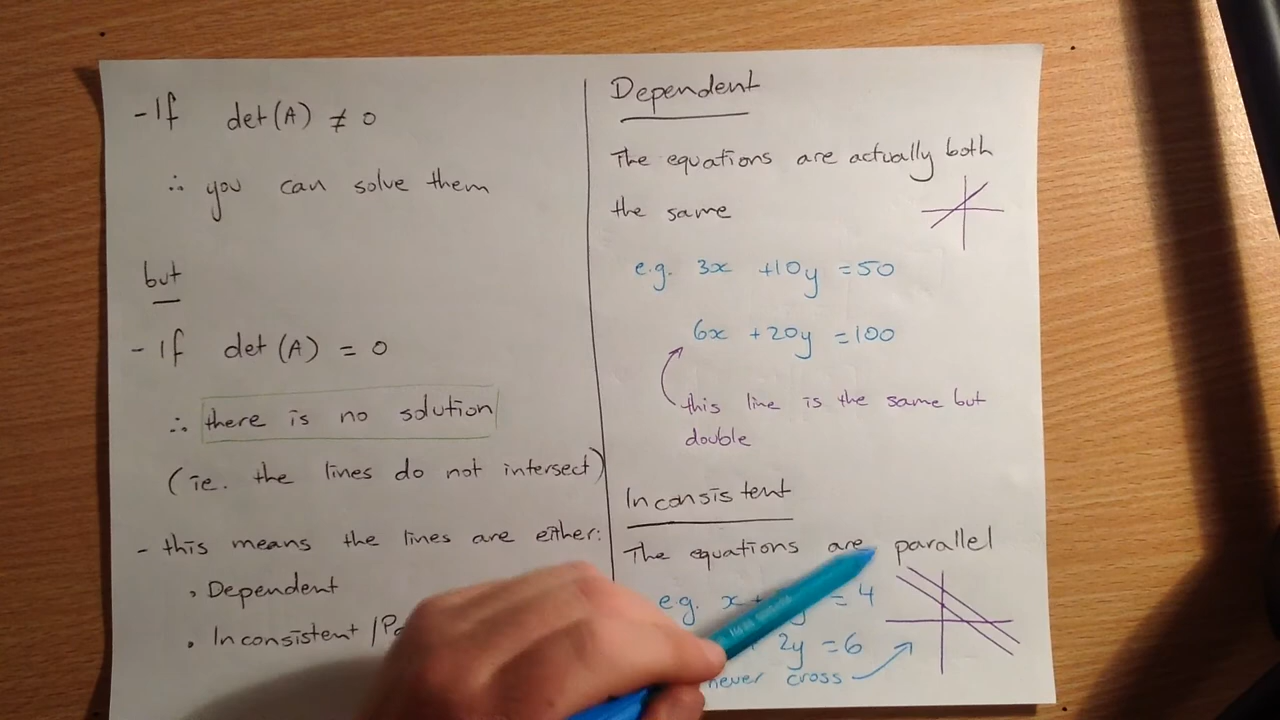 - If det(A) ≠ 0
∴ you can solve them
but
- If det(A) = 0
∴ there is no solution
(ie. the lines do not intersect)
- this means the lines are either:
• Dependent
• Inconsistent /
Dependent
The equations are actually both
the same
e.g. 3x +10y =50
6x +20y =100
this line is the same but
double
Inconsistent
The equations are parallel
eg. x+ = 4
2y = 6
never cross